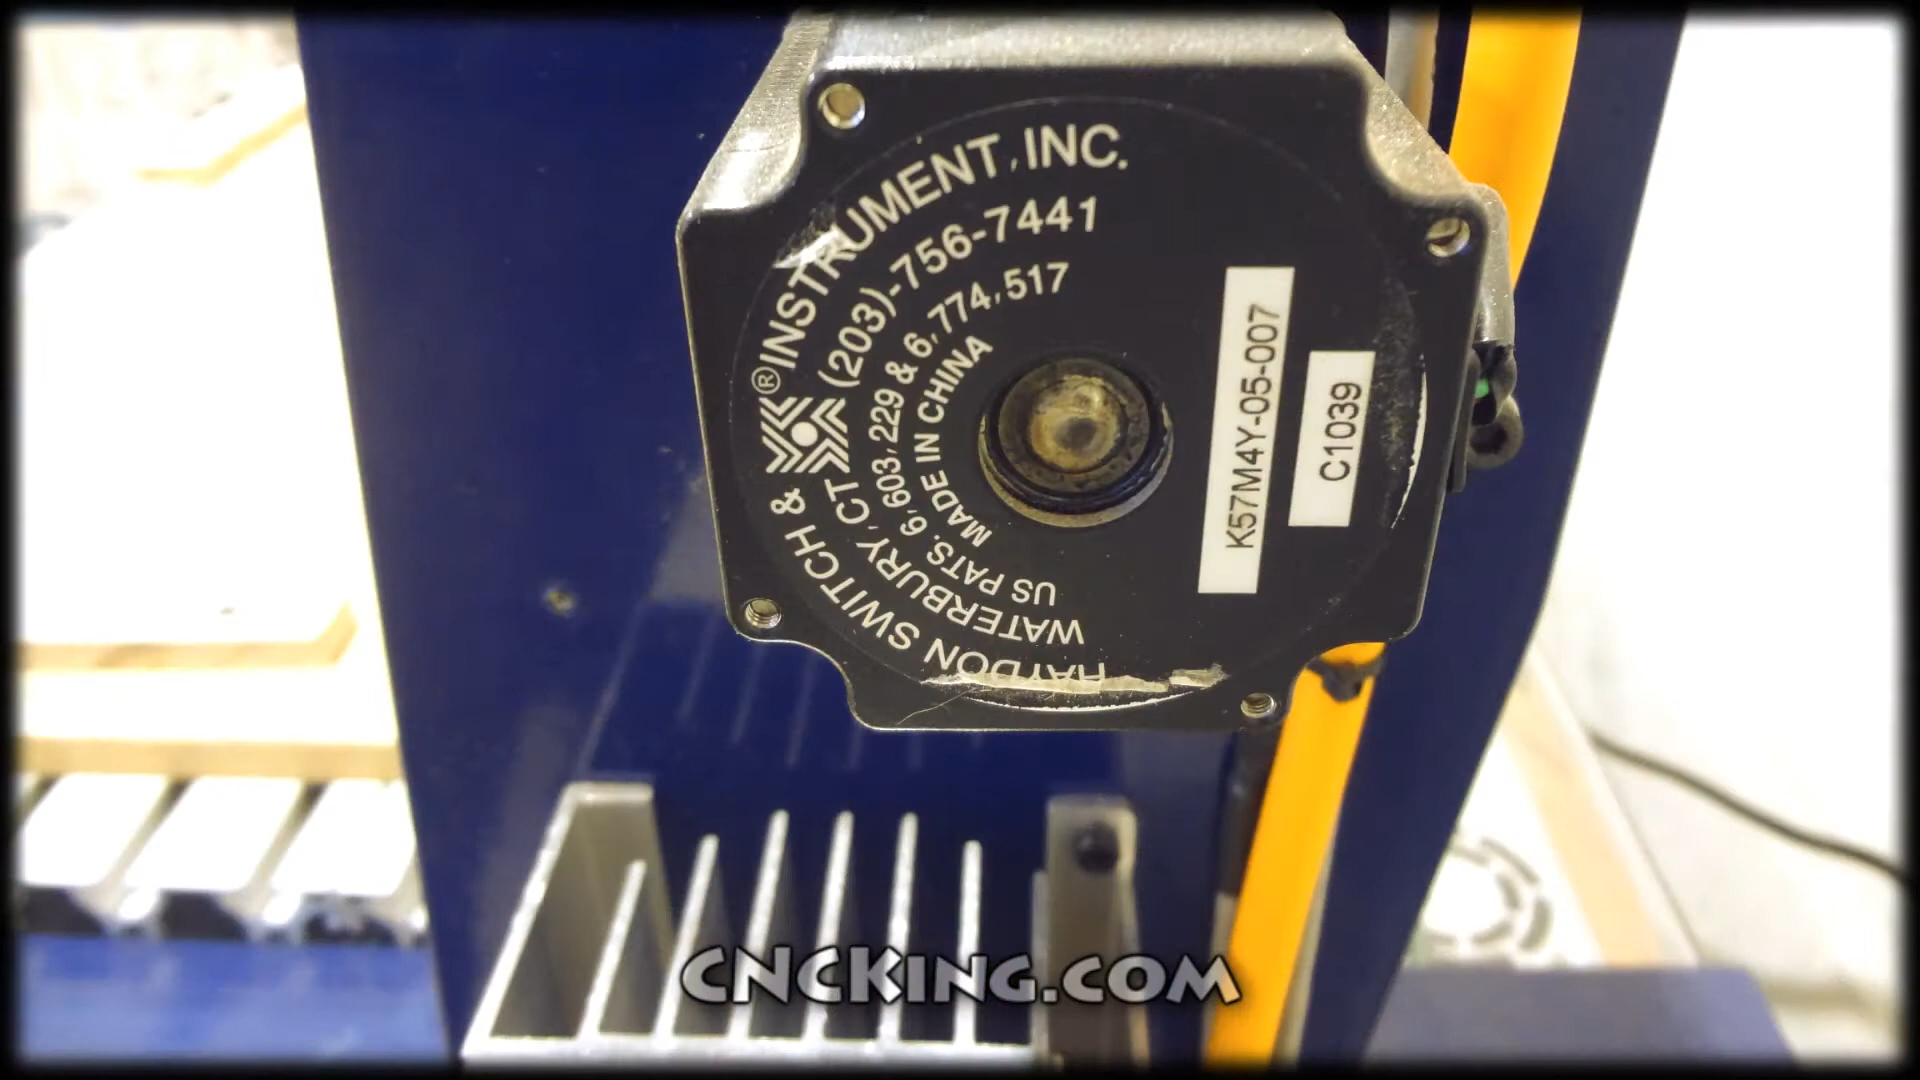 HAYDON SWITCH & ® INSTRUMENT, INC.
WATERBURY, CT (203)-756-7441
US PATS. 6,603,229 & 6,774,517
MADE IN CHINA
K57M4Y-05-007
C1039
CNCKING.COM